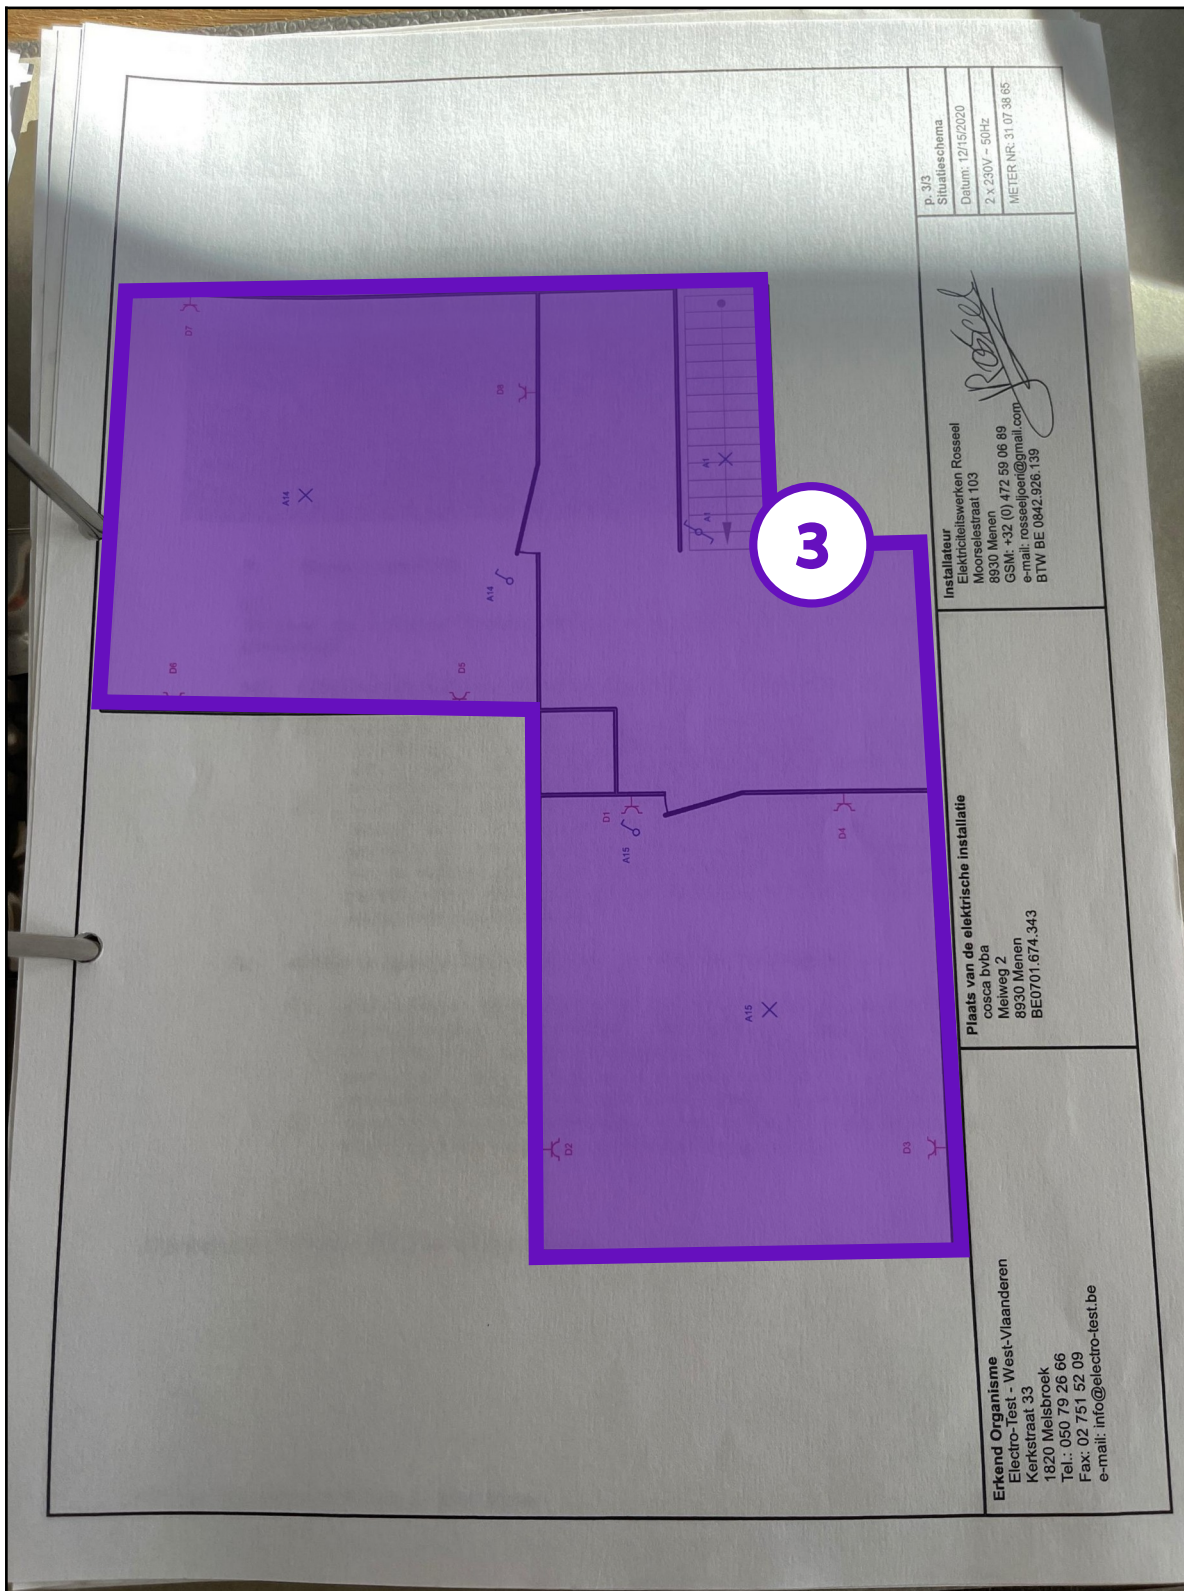 p. 3/3
Situatieschema
Datum: 12/15/2020
2 x 230V ~ 50Hz
METER NR: 31 07 38 65
Installateur
Elektriciteitswerken Rosseel
Moorselestraat 103
8930 Menen
GSM: +32 (0) 472 59 06 89
e-mail: rosseeljoeri@gmail.com
BTW BE 0842.926.139
Plaats van de elektrische installatie
cosca bvba
Meiweg 2
8930 Menen
BE0701.674.343
Erkend Organisme
Electro-Test - West-Vlaanderen
Kerkstraat 33
1820 Melsbroek
Tel.: 050 79 26 66
Fax: 02 751 52 09
e-mail: info@electro-test.be
D7
D8
A14
A14
D6
D5
A1
A1
3
D1
A15
D4
A15
D2
D3